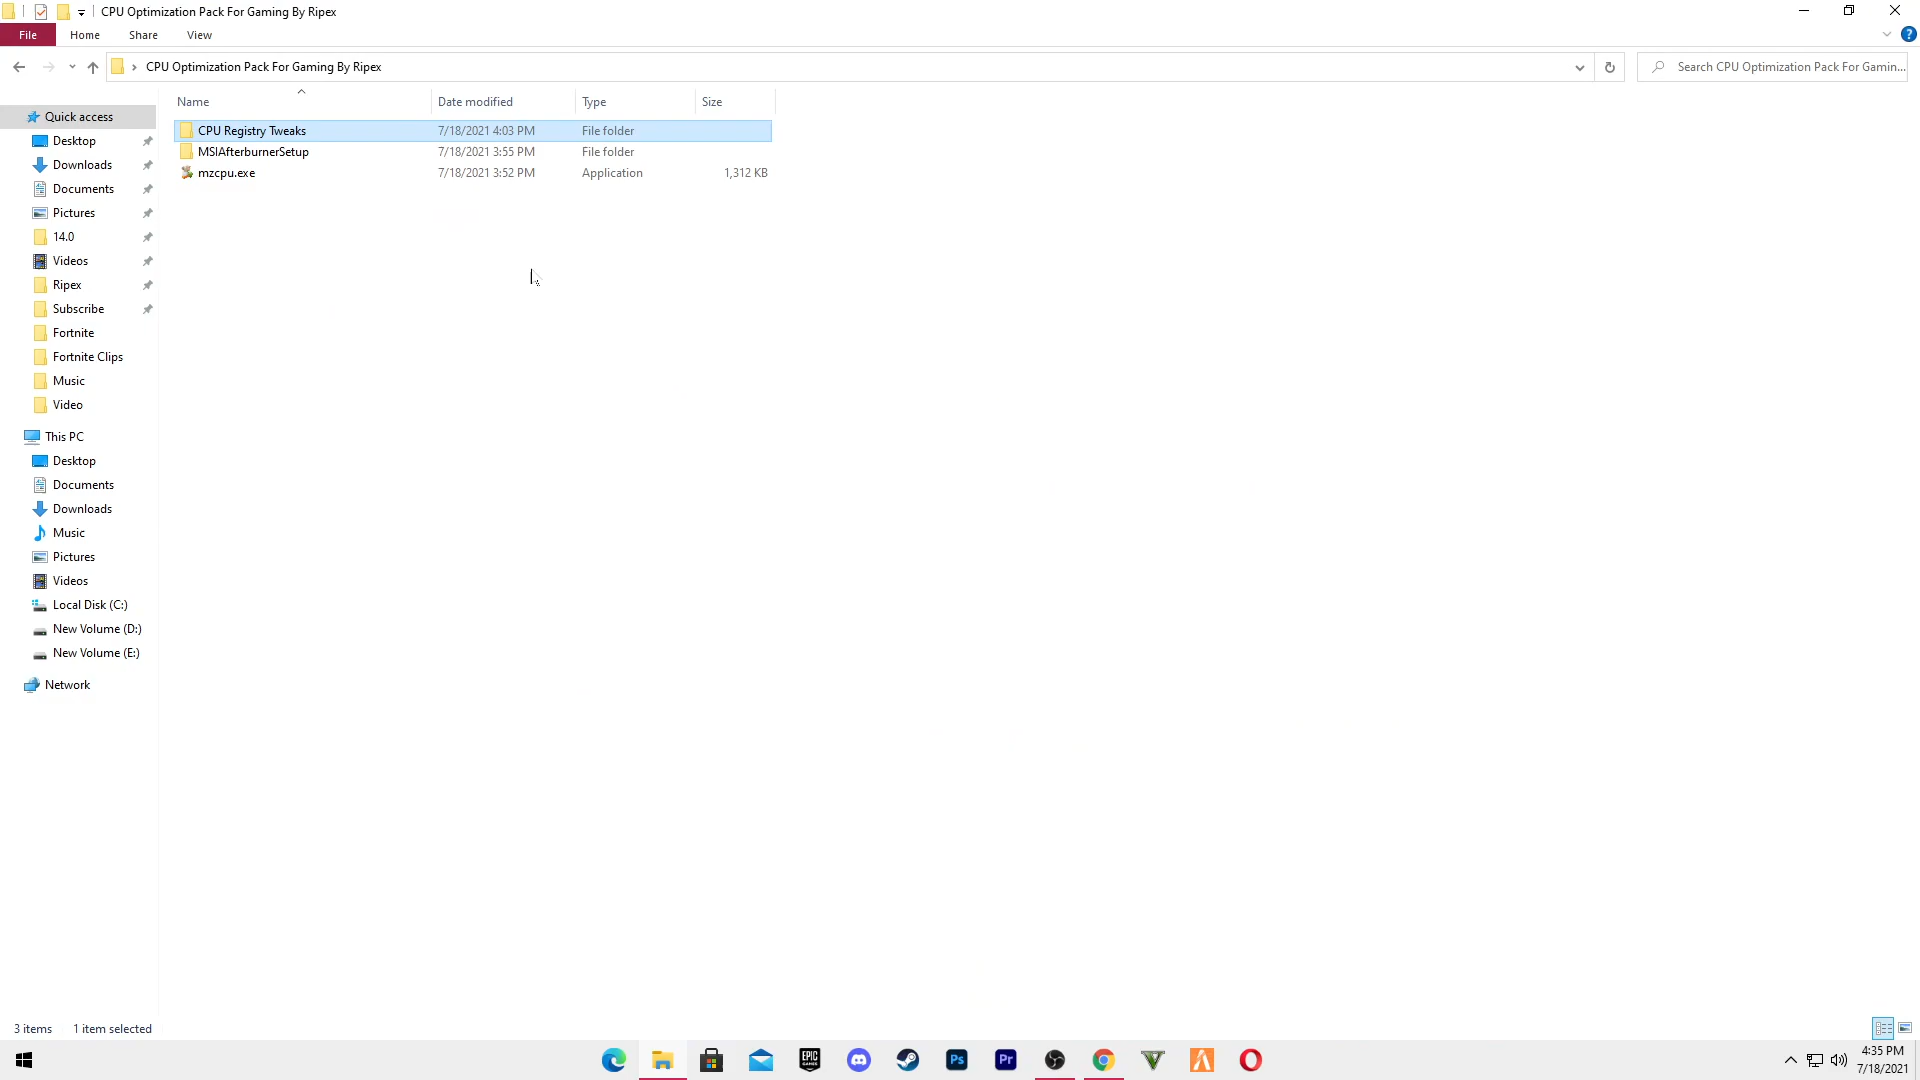 CPU Optimization Pack For Gaming By Ripex
File Home Share View
CPU Optimization Pack For Gaming By Ripex
Search CPU Optimization Pack For Gamin...
Name Date modified Type Size
CPU Registry Tweaks 7/18/2021 4:03 PM File folder
MSIAfterburnerSetup 7/18/2021 3:55 PM File folder
mzcpu.exe 7/18/2021 3:52 PM Application 1,312 KB
Quick access
Desktop
Downloads
Documents
Pictures
14.0
Videos
Ripex
Subscribe
Fortnite
Fortnite Clips
Music
Video
This PC
Desktop
Documents
Downloads
Music
Pictures
Videos
Local Disk (C:)
New Volume (D:)
New Volume (E:)
Network
3 items 1 item selected
EPIC GAMES
Ps
Pr
4:35 PM
7/18/2021